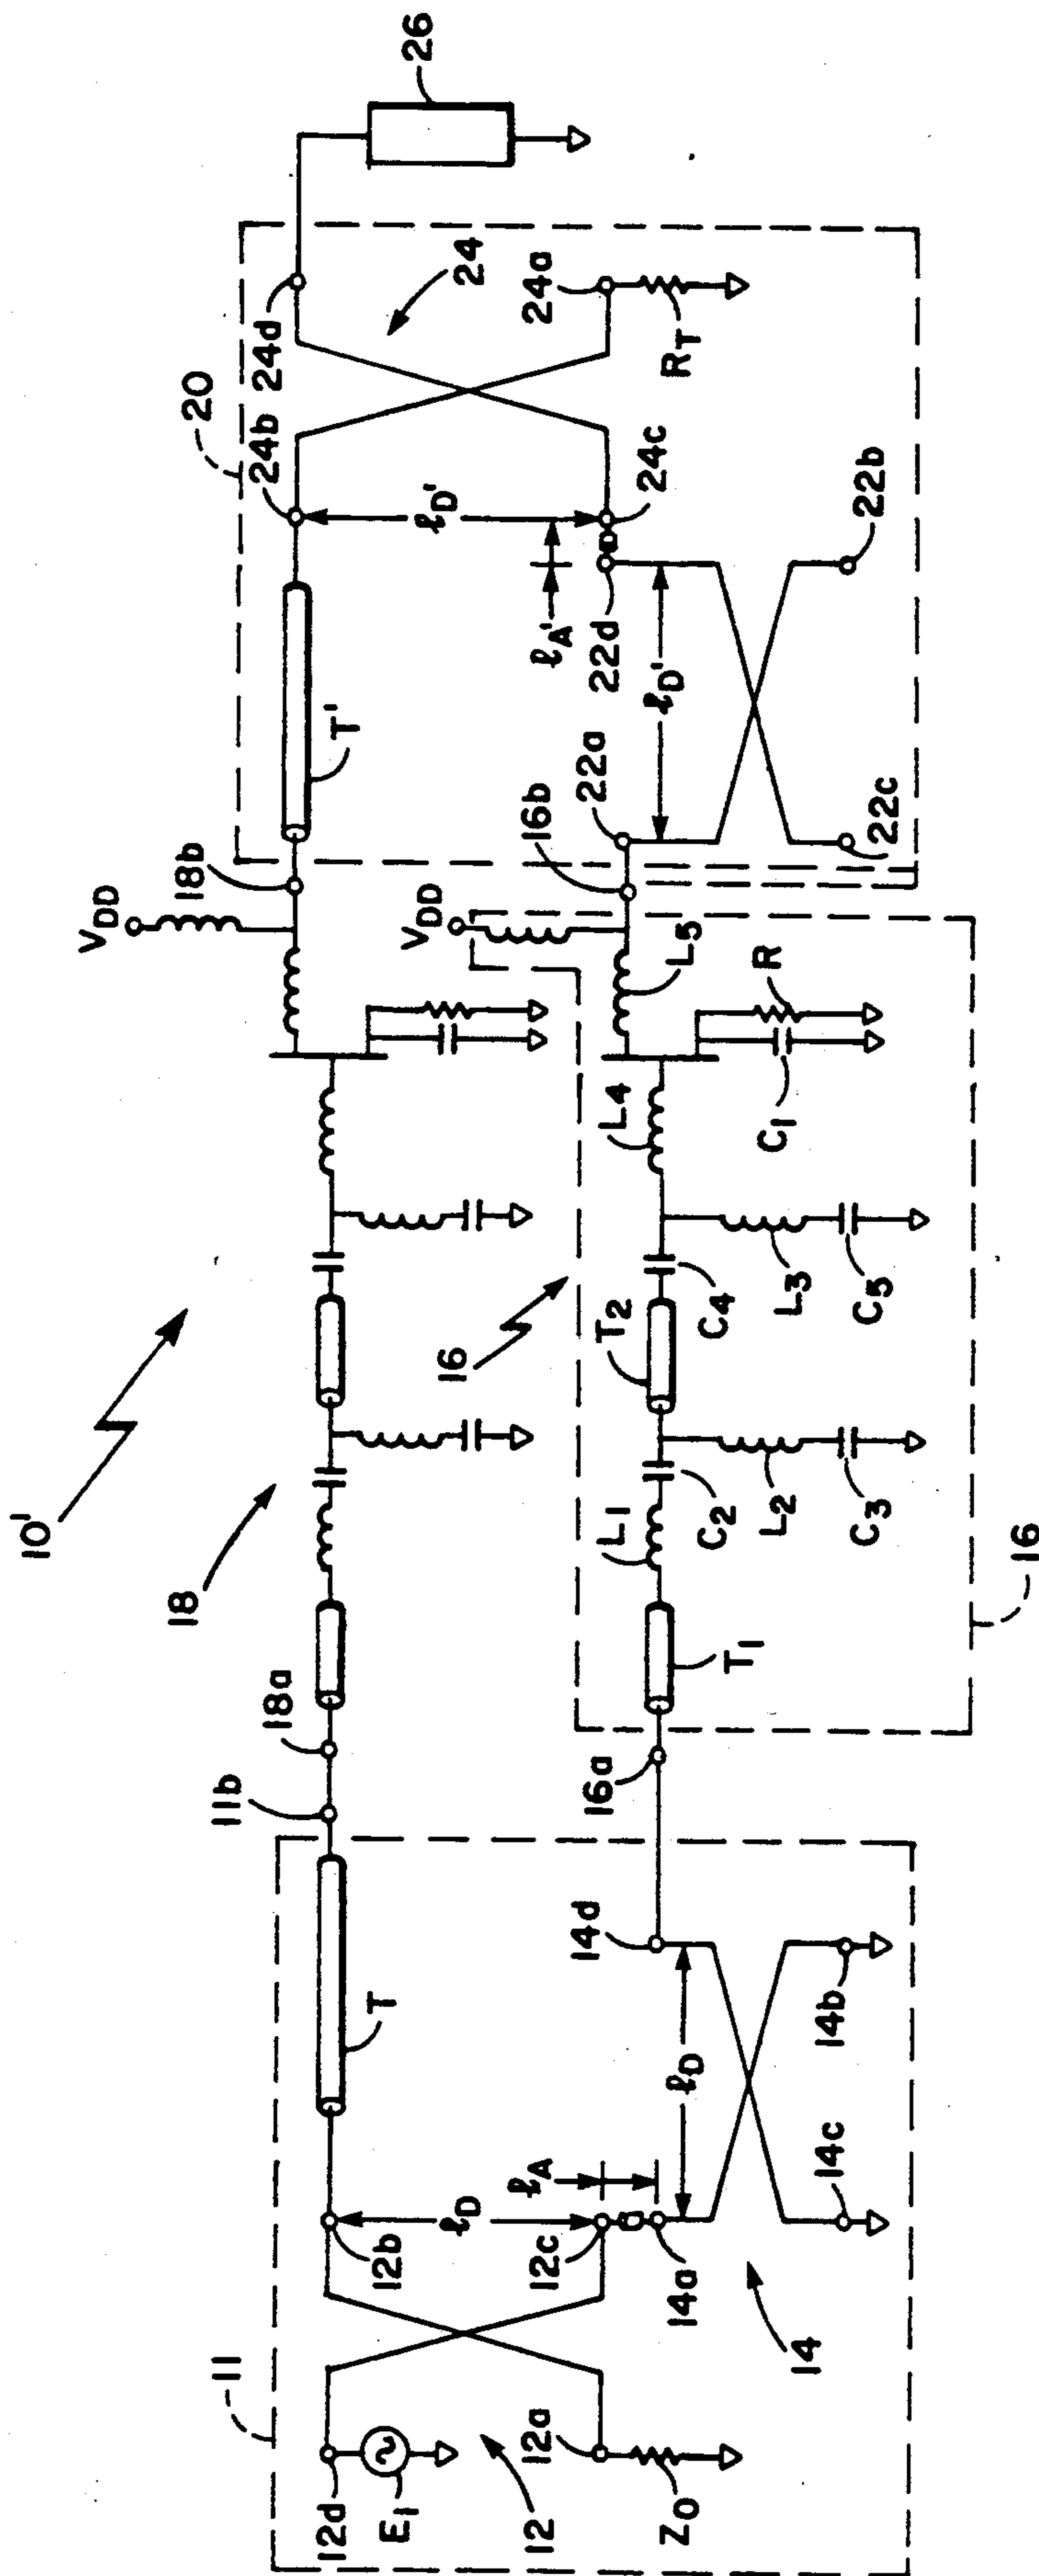 10'
18
18a
11b
11
T
12b
ℓD
12d
E1
12
12a
Z0
12c
ℓA
14a
14
14c
14b
ℓD
14d
16a
T1
L1
C2
L2
C3
T2
C4
L3
C5
16
16
L4
C1
R
L5
VDD
VDD
18b
16b
T'
20
24b
24d
24
26
ℓD'
ℓA'
24c
24a
RT
22d
22a
ℓD'
22c
22b